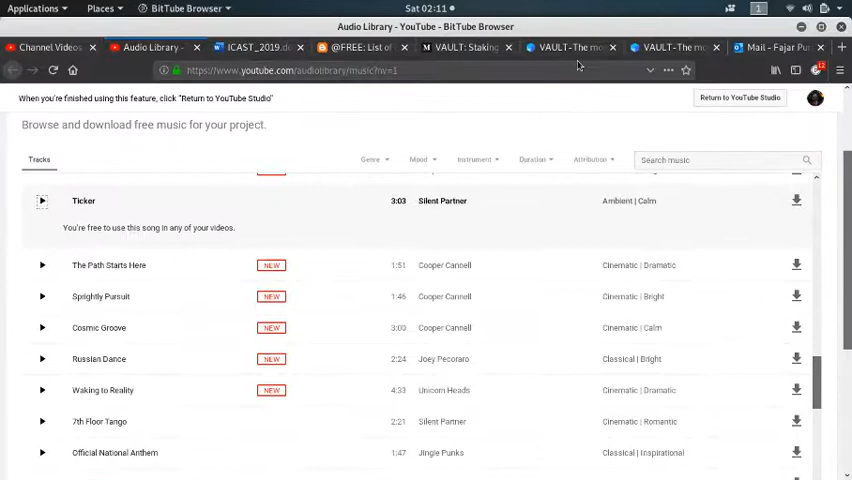 Applications Places BitTube Browser Sat 02:11 1
Audio Library - YouTube - BitTube Browser
Channel Videos Audio Library - ICAST_2019.de @FREE: List of VAULT: Staking VAULT-The mo VAULT-The mo Mail - Fajar Pu
https://www.youtube.com/audiolibrary/music?nv=1 12
When you're finished using this feature, click "Return to YouTube Studio" Return to YouTube Studio
Browse and download free music for your project.
Tracks Genre Mood Instrument Duration Attribution Search music
Ticker 3:03 Silent Partner Ambient | Calm
You're free to use this song in any of your videos.
The Path Starts Here NEW 1:51 Cooper Cannell Cinematic | Dramatic
Sprightly Pursuit NEW 1:46 Cooper Cannell Cinematic | Bright
Cosmic Groove NEW 3:00 Cooper Cannell Cinematic | Calm
Russian Dance NEW 2:24 Joey Pecoraro Classical | Bright
Waking to Reality NEW 4:33 Unicorn Heads Cinematic | Dramatic
7th Floor Tango 2:21 Silent Partner Cinematic | Romantic
Official National Anthem 1:47 Jingle Punks Classical | Inspirational